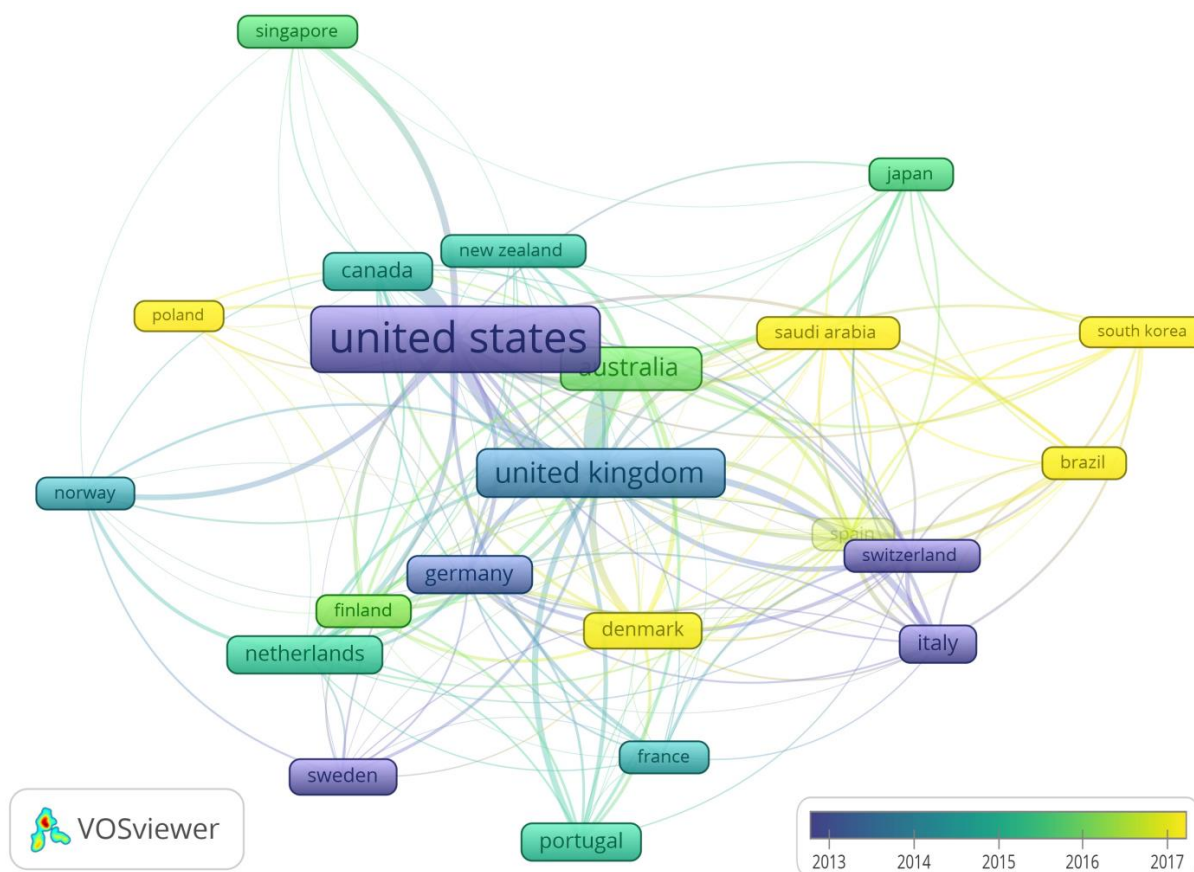 singapore
japan
new zealand
canada
poland
united states
saudi arabia
south korea
australia
united kingdom
brazil
norway
spain
switzerland
germany
finland
denmark
italy
netherlands
france
sweden
portugal
VOSviewer
2013 2014 2015 2016 2017